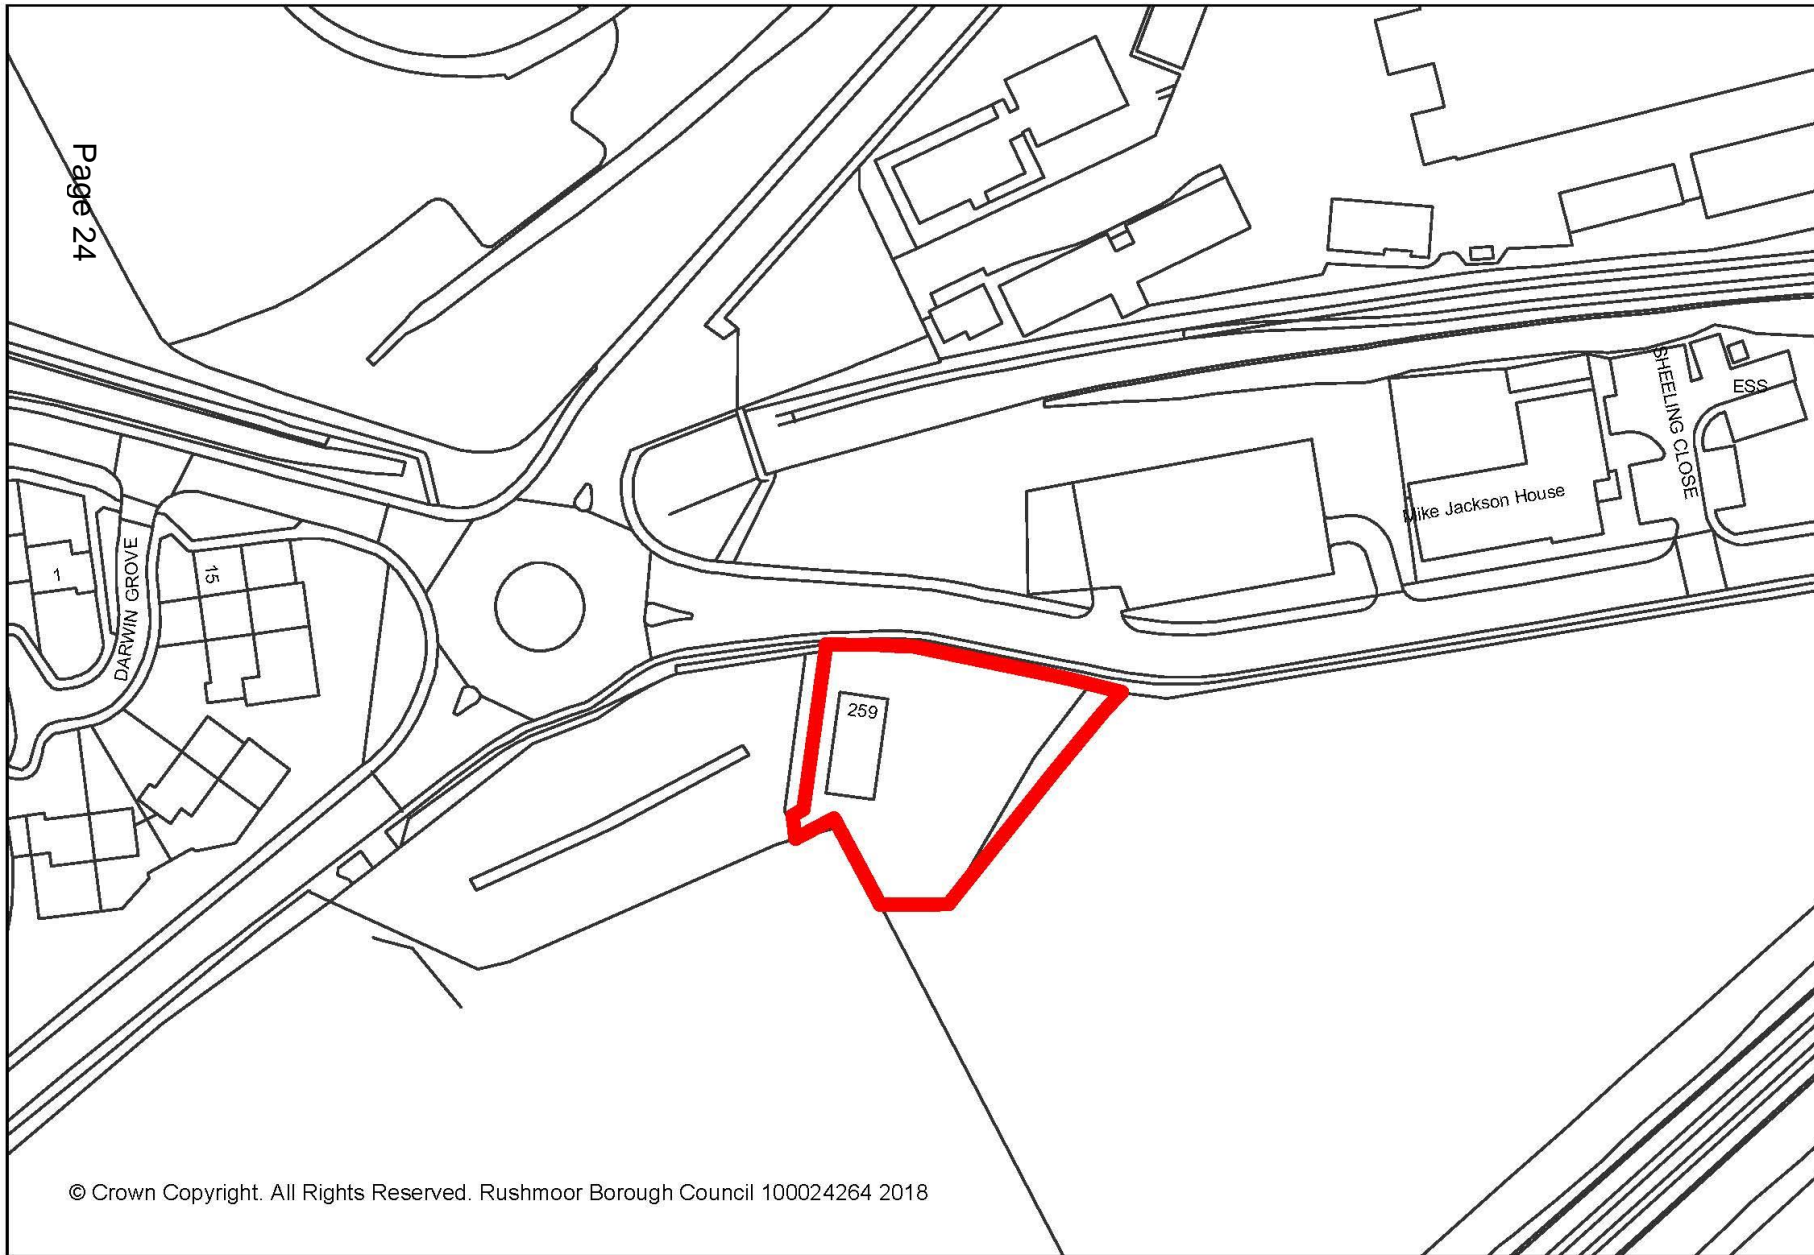 Page 24
SHEELING CLOSE
ESS
Mike Jackson House
1
DARWIN GROVE
15
259
© Crown Copyright. All Rights Reserved. Rushmoor Borough Council 100024264 2018